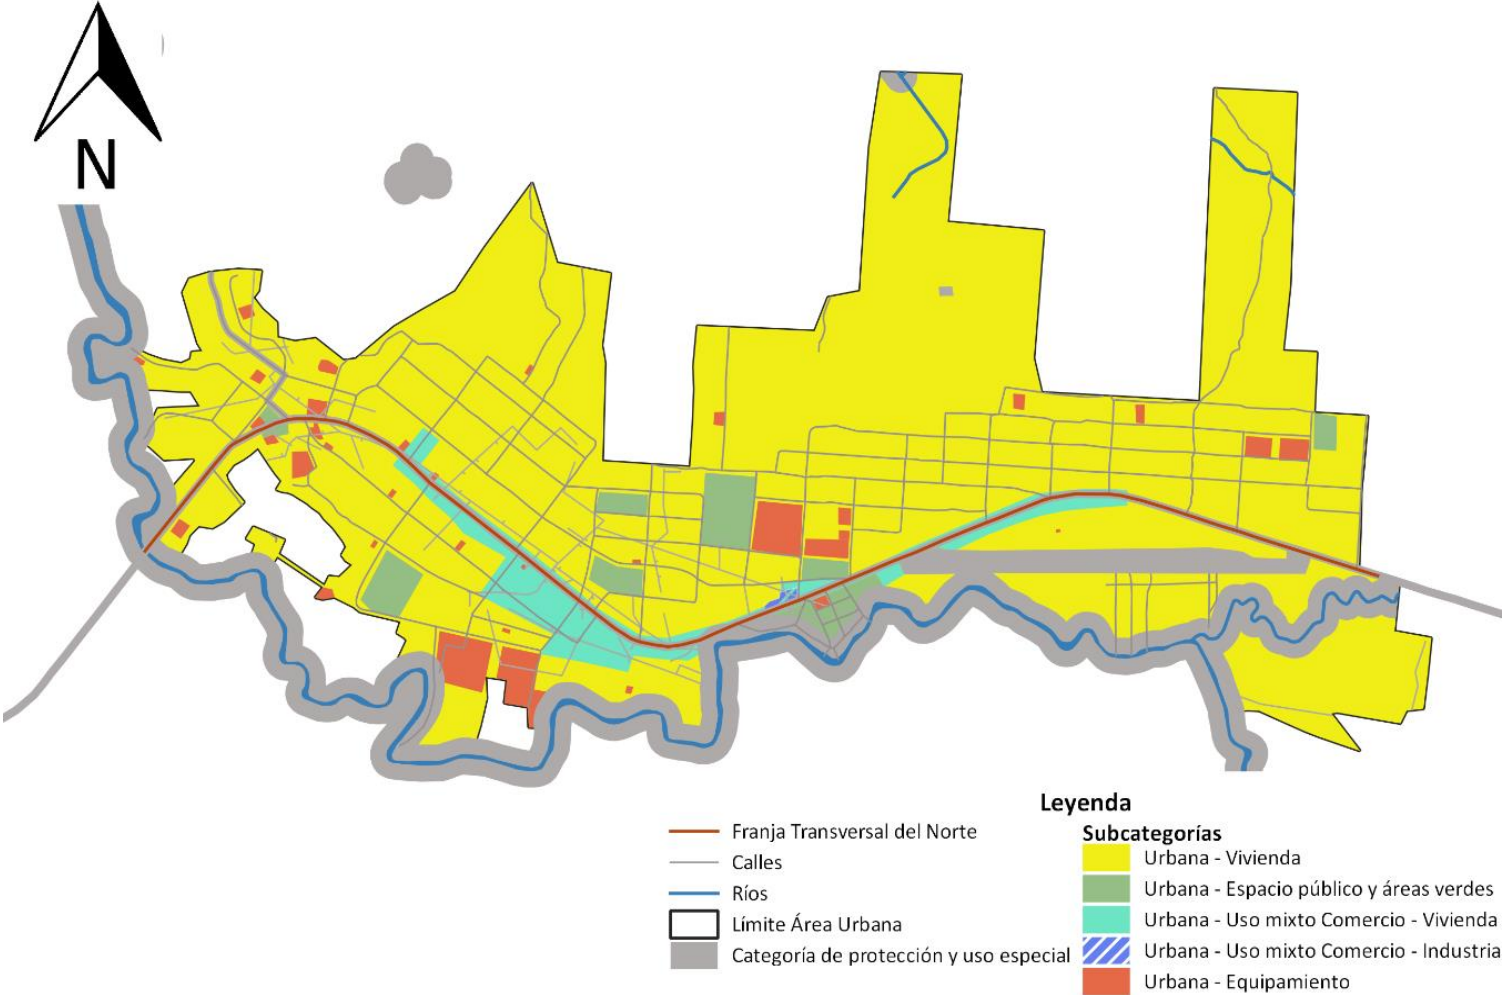 N
Leyenda
Franja Transversal del Norte
Calles
Ríos
Límite Área Urbana
Categoría de protección y uso especial
Subcategorías
Urbana - Vivienda
Urbana - Espacio público y áreas verdes
Urbana - Uso mixto Comercio - Vivienda
Urbana - Uso mixto Comercio - Industria
Urbana - Equipamiento